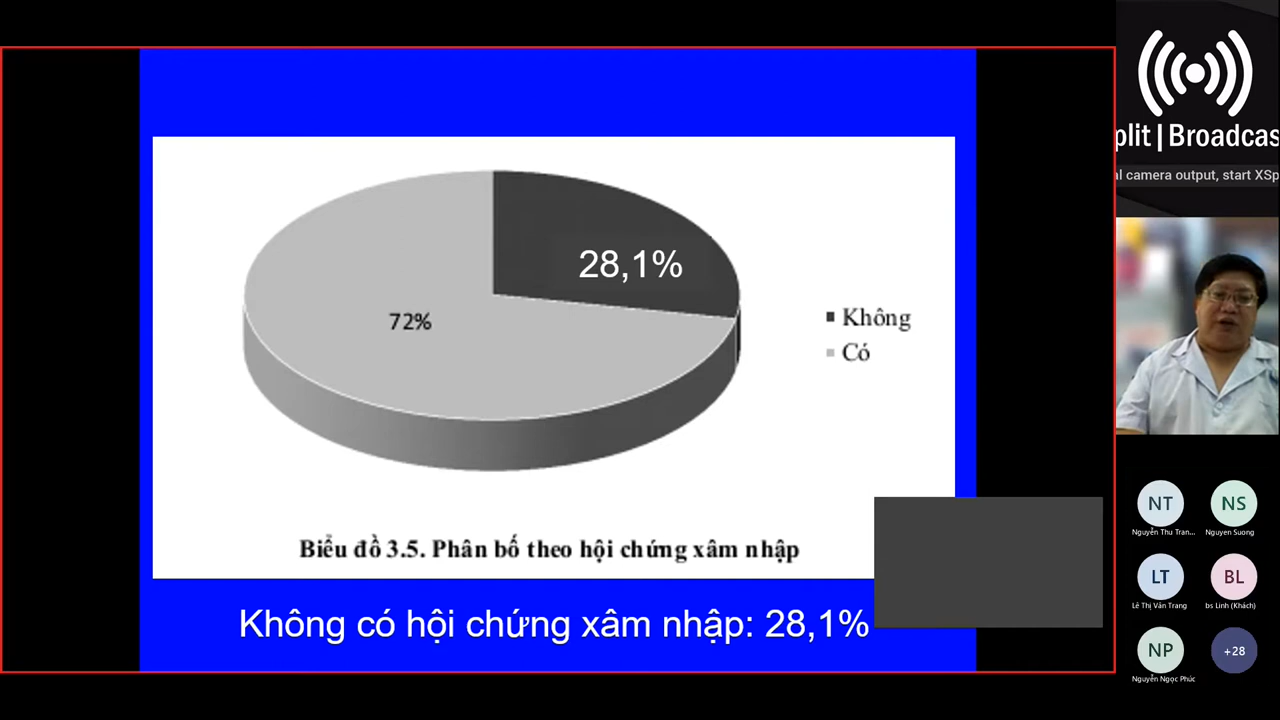 28,1%
72%
Không
Có
Biểu đồ 3.5. Phân bố theo hội chứng xâm nhập
Không có hội chứng xâm nhập: 28,1%
plit | Broadcas
al camera output, start XSp
NT
NS
Nguyễn Thu Tran...
Nguyen Suong
LT
BL
Lê Thị Vân Trang
bs Linh (Khách)
NP
+28
Nguyễn Ngọc Phúc